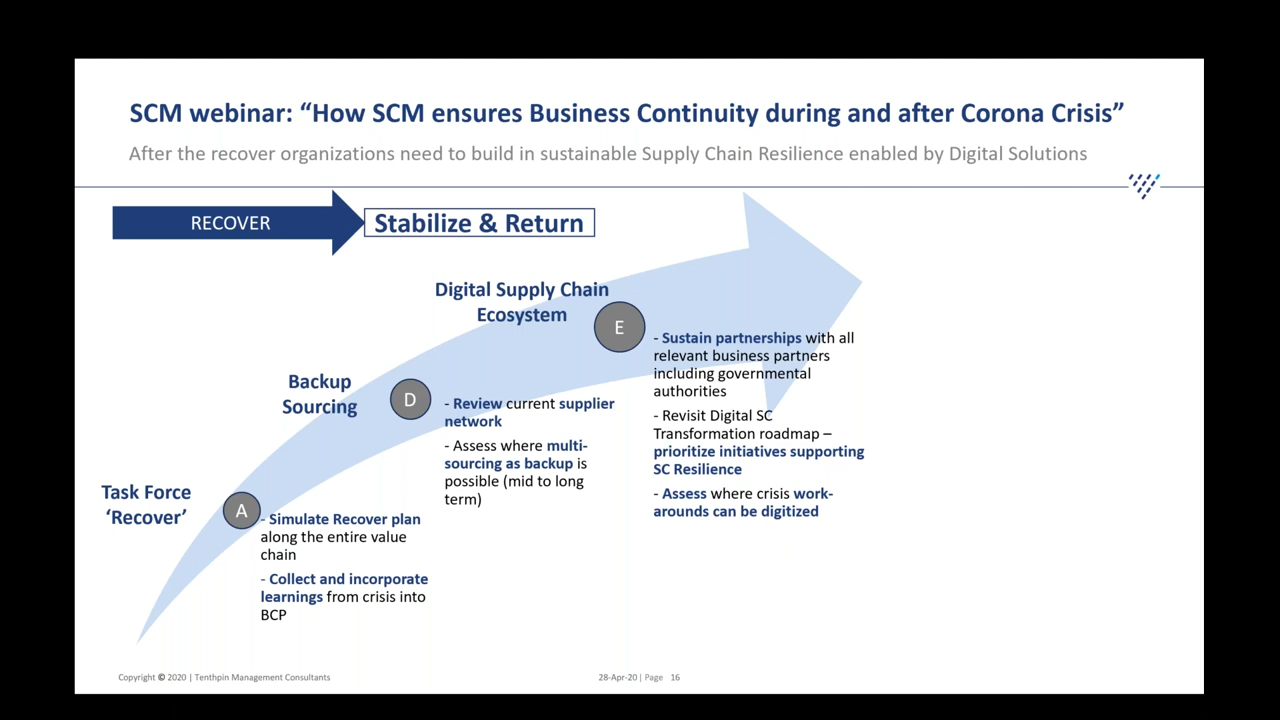 SCM webinar: “How SCM ensures Business Continuity during and after Corona Crisis”
After the recover organizations need to build in sustainable Supply Chain Resilience enabled by Digital Solutions
RECOVER
Stabilize & Return
Digital Supply Chain
Ecosystem
E
- Sustain partnerships with all
relevant business partners
including governmental
authorities
- Revisit Digital SC
Transformation roadmap –
prioritize initiatives supporting
SC Resilience
- Assess where crisis work-
arounds can be digitized
Backup
Sourcing
D
- Review current supplier
network
- Assess where multi-
sourcing as backup is
possible (mid to long
term)
Task Force
‘Recover’
A
- Simulate Recover plan
along the entire value
chain
- Collect and incorporate
learnings from crisis into
BCP
Copyright © 2020 | Tenthpin Management Consultants
28-Apr-20 | Page 16